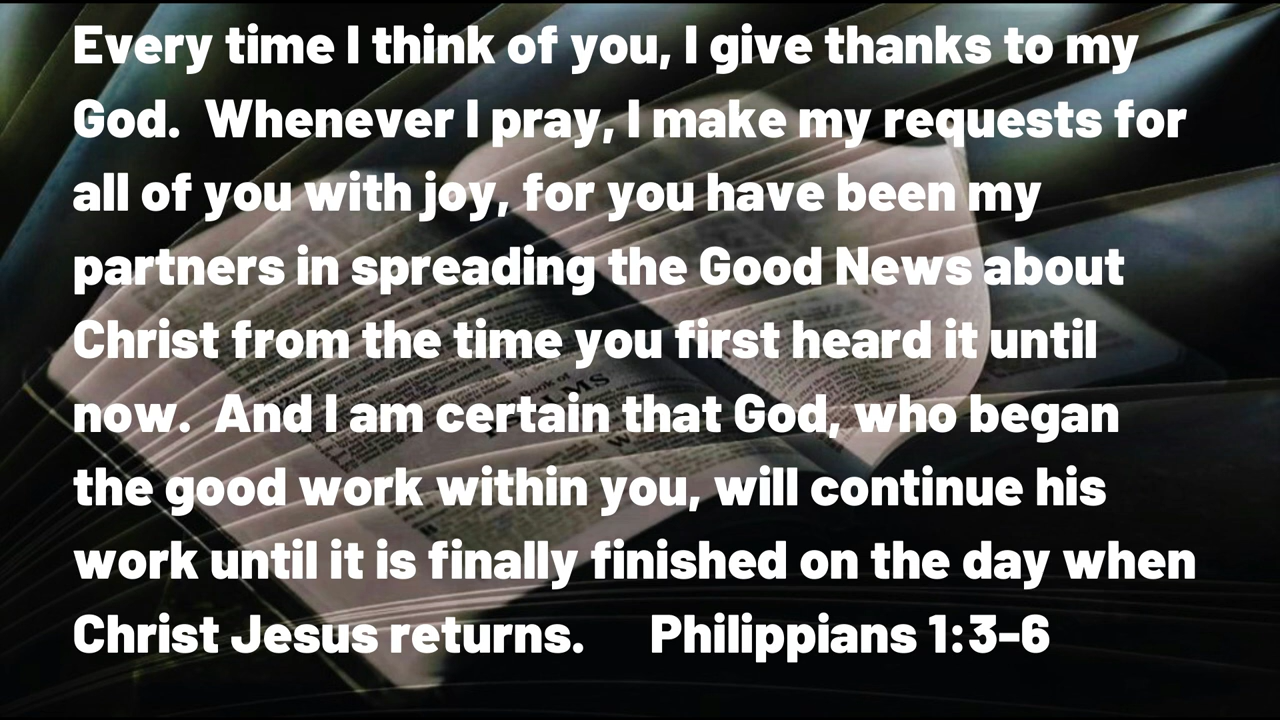 Every time I think of you, I give thanks to my
God.  Whenever I pray, I make my requests for
all of you with joy, for you have been my
partners in spreading the Good News about
Christ from the time you first heard it until
now.  And I am certain that God, who began
the good work within you, will continue his
work until it is finally finished on the day when
Christ Jesus returns.     Philippians 1:3-6
Book of
PSALMS